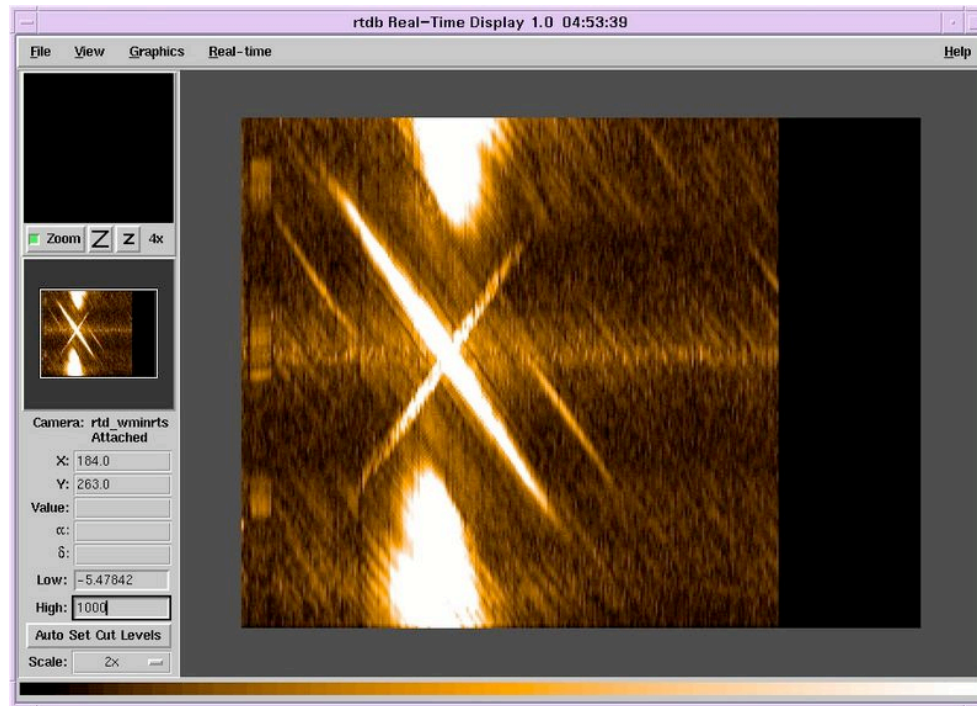 rtdb Real-Time Display 1.0 04:53:39
File View Graphics Real-time Help
Zoom Z z 4x
Camera: rtd_wminrts
Attached
X: 184.0
Y: 263.0
Value:
α:
δ:
Low: -5.47842
High: 1000
Auto Set Cut Levels
Scale: 2x